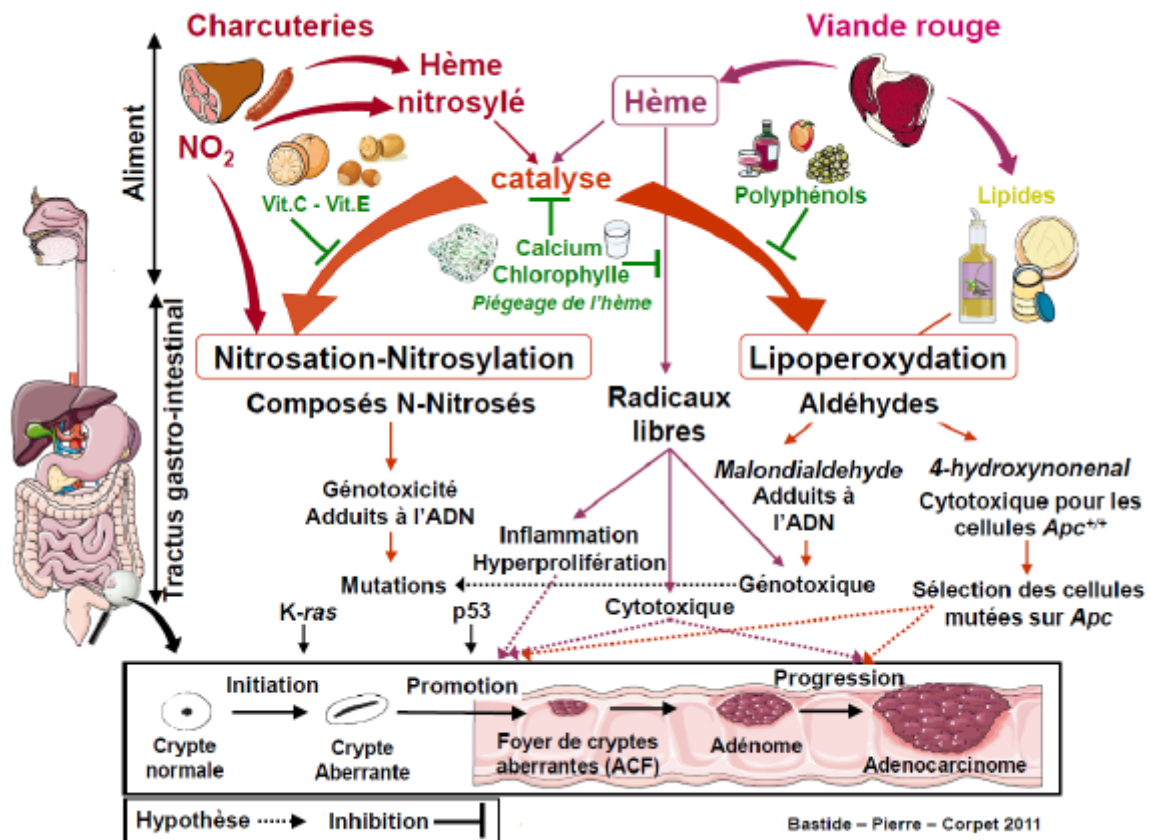 Charcuteries
Viande rouge
Hème
nitrosylé
Hème
NO₂
Aliment
catalyse
Vit.C - Vit.E
Polyphénols
Lipides
Calcium
Chlorophylle
Piégeage de l'hème
Tractus gastro-intestinal
Nitrosation-Nitrosylation
Lipoperoxydation
Composés N-Nitrosés
Radicaux
libres
Aldéhydes
Malondialdehyde
Adduits à
l'ADN
4-hydroxynonenal
Cytotoxique pour les
cellules Apc+/+
Génotoxicité
Adduits à l'ADN
Inflammation
Hyperprolifération
Mutations
Génotoxique
Cytotoxique
Sélection des cellules
mutées sur Apc
K-ras
p53
Initiation
Promotion
Progression
Crypte
normale
Crypte
Aberrante
Foyer de cryptes
aberrantes (ACF)
Adénome
Adenocarcinome
Hypothèse
Inhibition
Bastide – Pierre – Corpet 2011